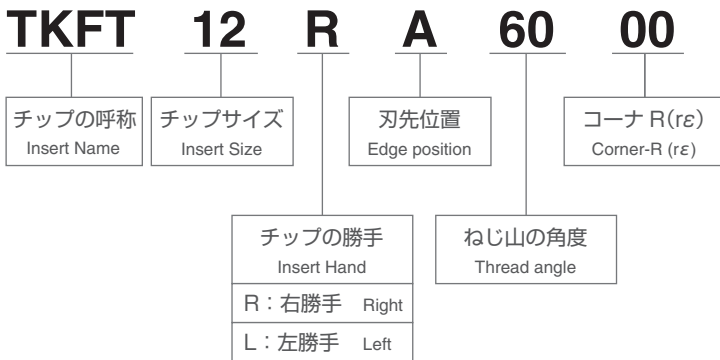 TKFT 12 R A 60 00
チップの呼称
Insert Name
チップサイズ
Insert Size
刃先位置
Edge position
コーナ R(rε)
Corner-R (rε)
チップの勝手
Insert Hand
R：右勝手 Right
L：左勝手 Left
ねじ山の角度
Thread angle